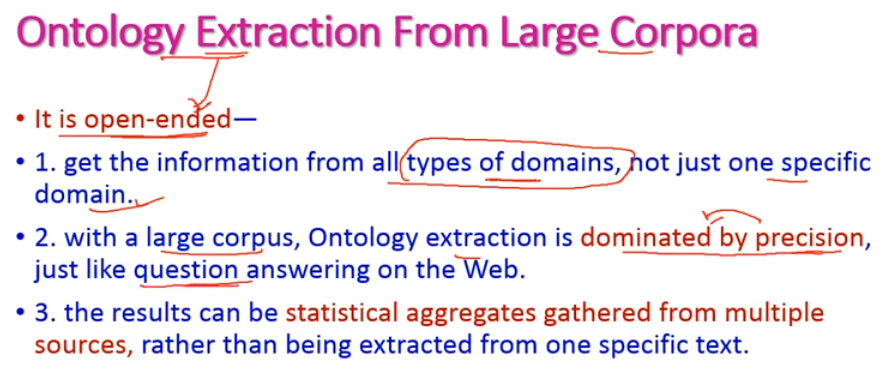 Ontology Extraction From Large Corpora
• It is open-ended—
• 1. get the information from all types of domains, not just one specific
domain.
• 2. with a large corpus, Ontology extraction is dominated by precision,
just like question answering on the Web.
• 3. the results can be statistical aggregates gathered from multiple
sources, rather than being extracted from one specific text.